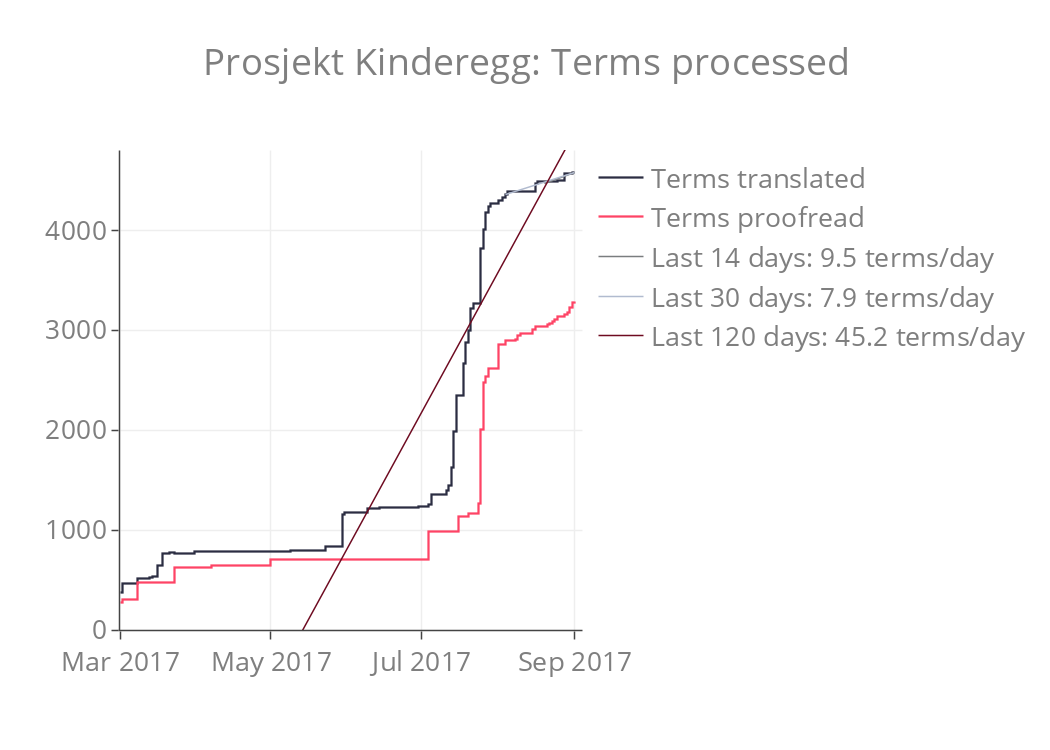 Prosjekt Kinderegg: Terms processed
Terms translated
Terms proofread
Last 14 days: 9.5 terms/day
Last 30 days: 7.9 terms/day
Last 120 days: 45.2 terms/day
4000
3000
2000
1000
0
Mar 2017 May 2017 Jul 2017 Sep 2017